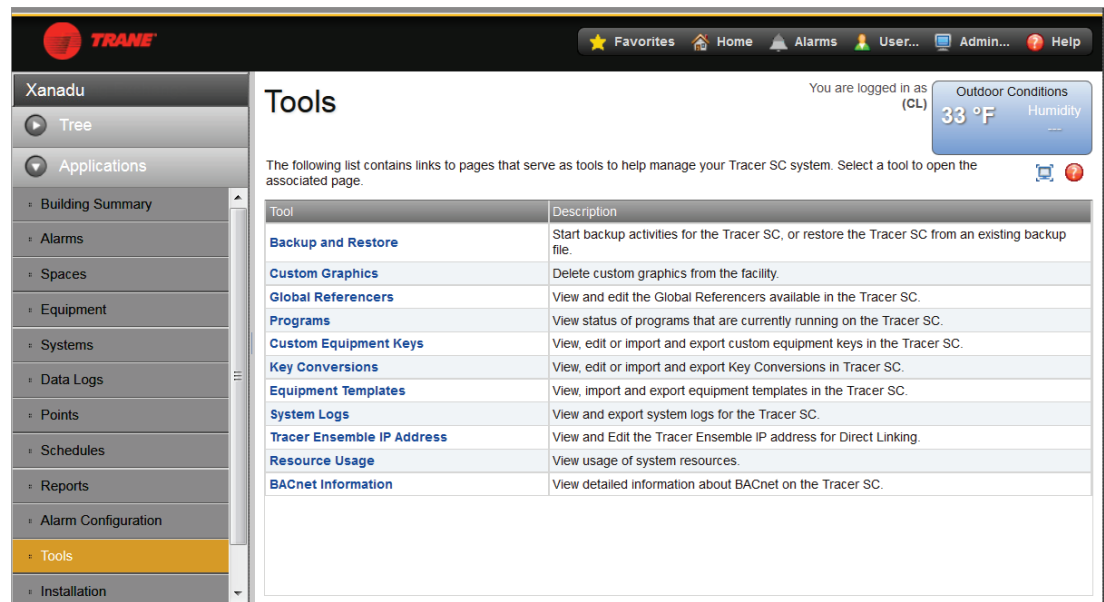 TRANE
Favorites Home Alarms User... Admin... Help
Xanadu
Tree
Applications
Building Summary
Alarms
Spaces
Equipment
Systems
Data Logs
Points
Schedules
Reports
Alarm Configuration
Tools
Installation
Tools
You are logged in as
(CL)
Outdoor Conditions
33 °F Humidity
---
The following list contains links to pages that serve as tools to help manage your Tracer SC system. Select a tool to open the
associated page.
Tool Description
Backup and Restore Start backup activities for the Tracer SC, or restore the Tracer SC from an existing backup
file.
Custom Graphics Delete custom graphics from the facility.
Global Referencers View and edit the Global Referencers available in the Tracer SC.
Programs View status of programs that are currently running on the Tracer SC.
Custom Equipment Keys View, edit or import and export custom equipment keys in the Tracer SC.
Key Conversions View, edit or import and export Key Conversions in Tracer SC.
Equipment Templates View, import and export equipment templates in the Tracer SC.
System Logs View and export system logs for the Tracer SC.
Tracer Ensemble IP Address View and Edit the Tracer Ensemble IP address for Direct Linking.
Resource Usage View usage of system resources.
BACnet Information View detailed information about BACnet on the Tracer SC.